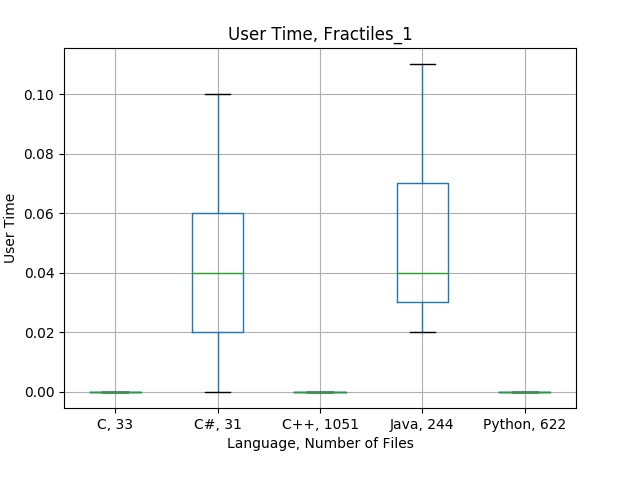 User Time, Fractiles_1
User Time
0.10
0.08
0.06
0.04
0.02
0.00
C, 33
C#, 31
C++, 1051
Java, 244
Python, 622
Language, Number of Files